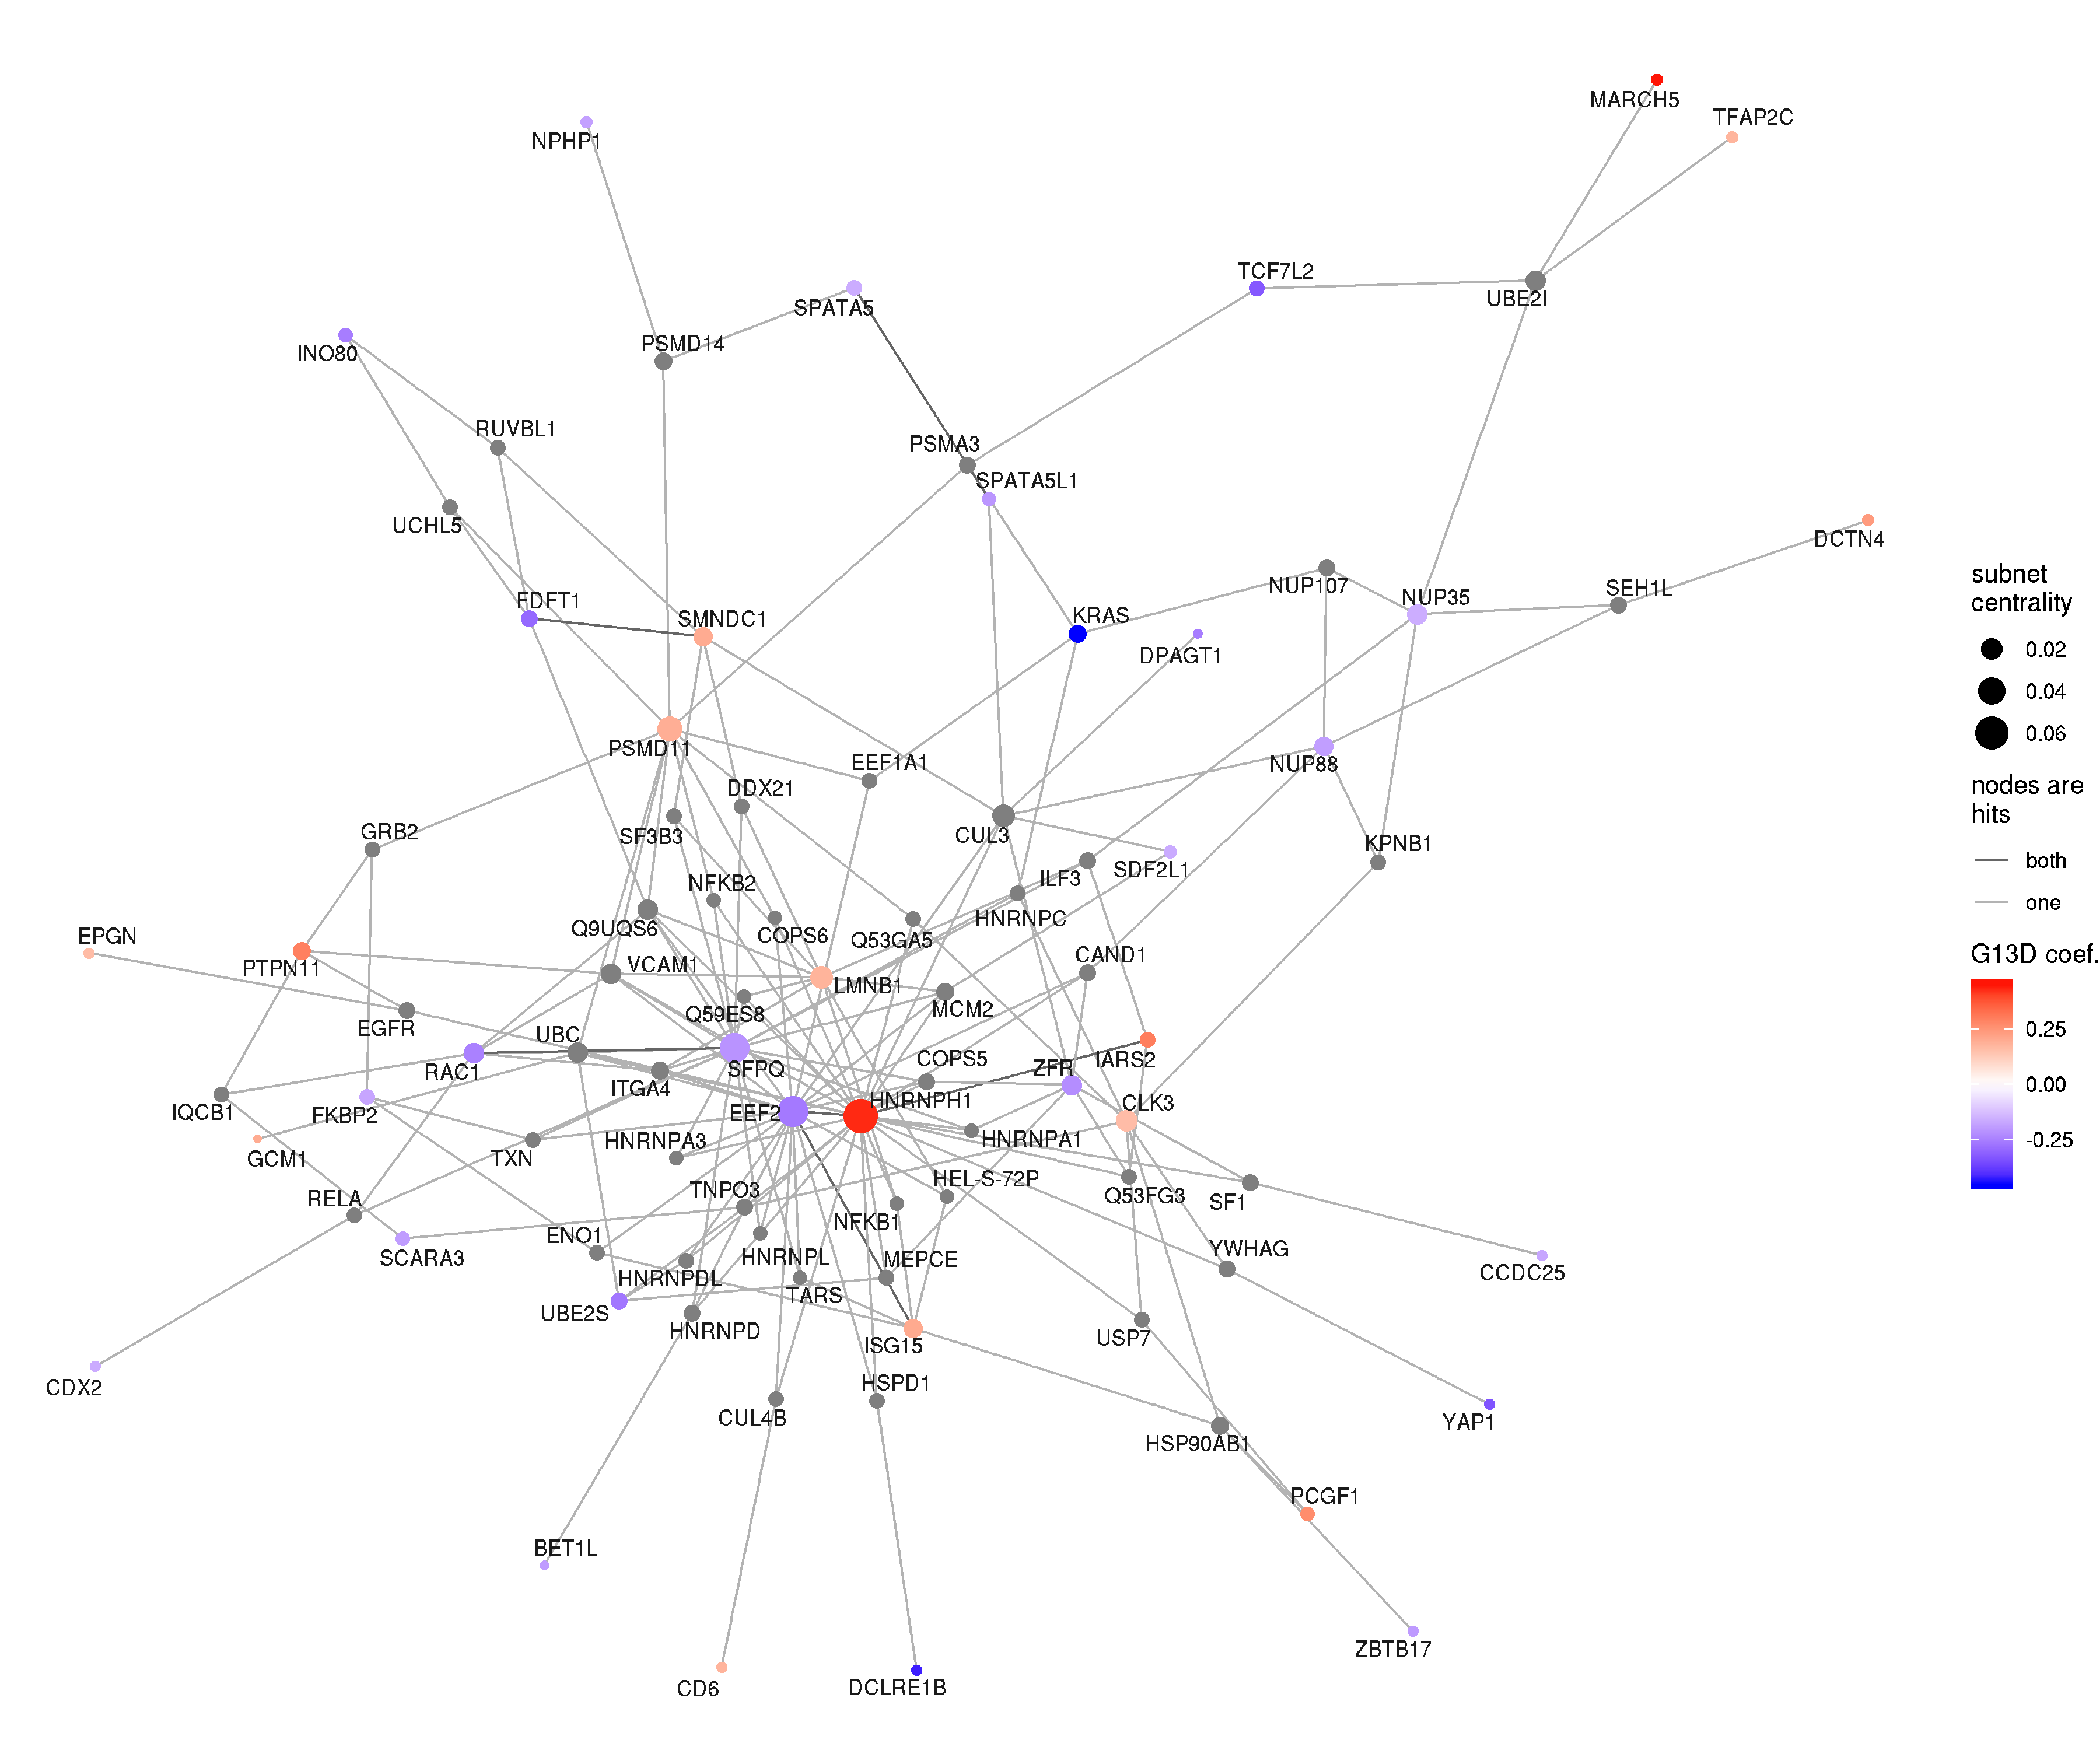 MARCH5
TFAP2C
NPHP1
TCF7L2
UBE2I
SPATA5
PSMD14
INO80
RUVBL1
PSMA3
SPATA5L1
UCHL5
DCTN4
NUP107
NUP35
SEH1L
FDFT1
SMNDC1
KRAS
DPAGT1
PSMD11
EEF1A1
NUP88
DDX21
GRB2
SF3B3
CUL3
KPNB1
SDF2L1
NFKB2
ILF3
HNRNPC
Q9UQS6
COPS6
Q53GA5
EPGN
PTPN11
VCAM1
LMNB1
CAND1
MCM2
Q59ES8
EGFR
UBC
SFPQ
COPS5
ZFR
IARS2
RAC1
ITGA4
IQCB1
FKBP2
EEF2
HNRNPH1
CLK3
GCM1
TXN
HNRNPA3
HNRNPA1
HEL-S-72P
Q53FG3
SF1
RELA
TNPO3
NFKB1
SCARA3
ENO1
HNRNPL
MEPCE
YWHAG
CCDC25
HNRNPDL
TARS
UBE2S
HNRNPD
ISG15
USP7
CDX2
HSPD1
CUL4B
YAP1
HSP90AB1
PCGF1
BET1L
ZBTB17
CD6
DCLRE1B
subnet
centrality
0.02
0.04
0.06
nodes are
hits
both
one
G13D coef.
0.25
0.00
-0.25